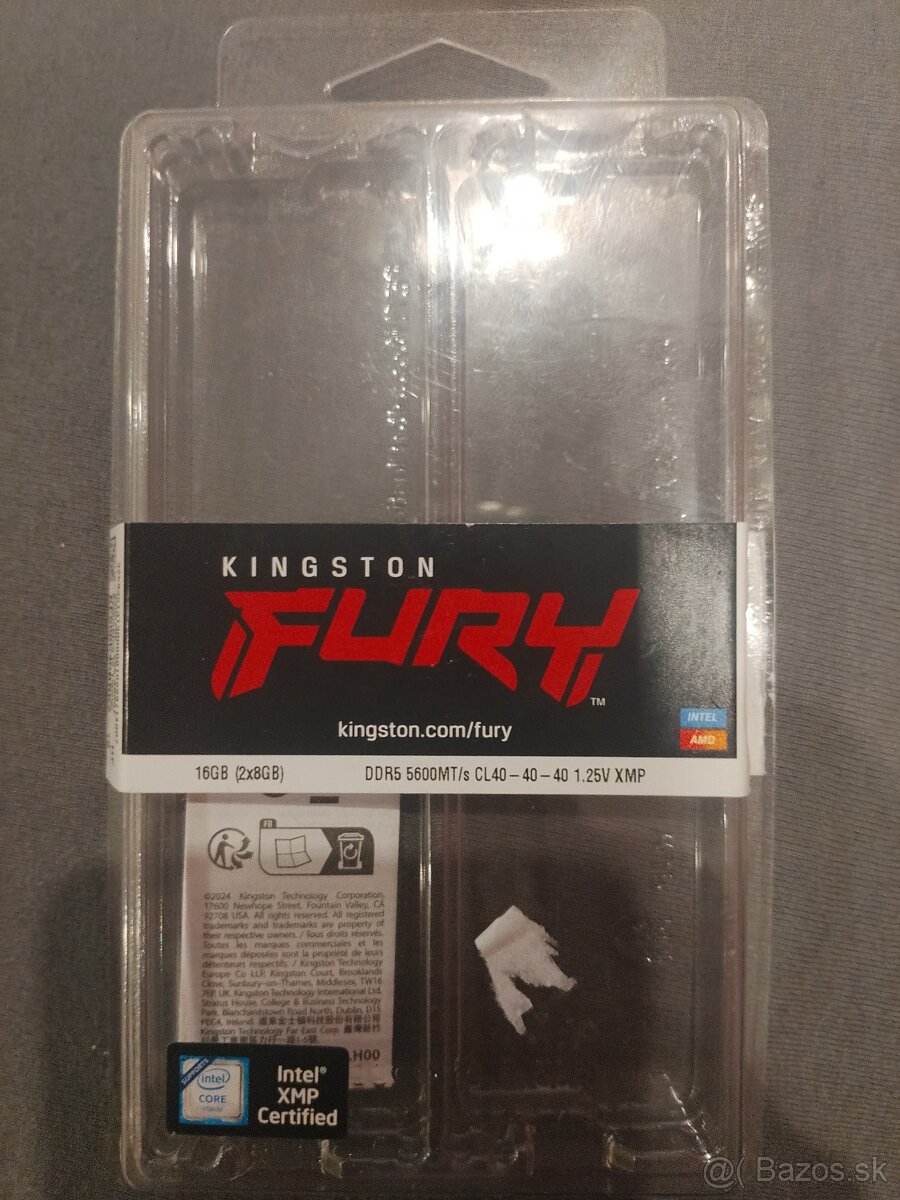 KINGSTON
FURY
TM
kingston.com/fury
INTEL
AMD
16GB (2x8GB) DDR5 5600MT/s CL40-40-40 1.25V XMP
FR
©2024 Kingston Technology Corporation
17600 Newhope Street, Fountain Valley, CA
92708 USA. All rights reserved. All registered
trademarks and trademarks are property of
their respective owners. / Tous droits réservés.
Toutes les marques commerciales et les
marques déposées sont la propriété de leurs
détenteurs respectifs. / Kingston Technology
Europe Co LLP, Kingston Court, Brooklands
Close, Sunbury-on-Thames, Middlesex, TW16
7EP, UK. Kingston Technology International Ltd,
Stratus House, College & Business Technology
Park, Blanchardstown Road North, Dublin, D15
PEC4, Ireland.
Kingston Technology Far East Corp.
.H00
SUPPORTS
intel
CORE
inside
Intel®
XMP
Certified
@( Bazos.sk